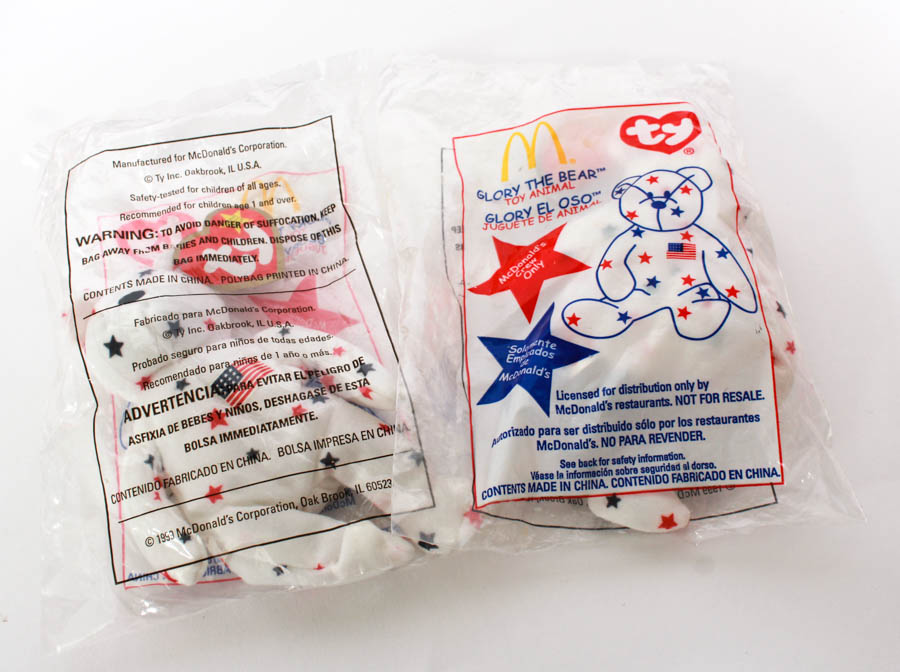 Manufactured for McDonald's Corporation.
© Ty Inc. Oakbrook, IL U.S.A.
Safety-tested for children of all ages.
Recommended for children age 1 and over.
WARNING: TO AVOID DANGER OF SUFFOCATION, KEEP
BAG AWAY FROM BABIES AND CHILDREN. DISPOSE OF THIS
BAG IMMEDIATELY.
CONTENTS MADE IN CHINA. POLYBAG PRINTED IN CHINA.
Fabricado para McDonald's Corporation.
© Ty Inc. Oakbrook, IL U.S.A.
Probado seguro para niños de todas edades.
Recomendado para niños de 1 año o más.
ADVERTENCIA: PARA EVITAR EL PELIGRO DE
ASFIXIA DE BEBES Y NIÑOS, DESHAGASE DE ESTA
BOLSA IMMEDIATAMENTE.
CONTENIDO FABRICADO EN CHINA. BOLSA IMPRESA EN CHINA
© 1993 McDonald's Corporation, Oak Brook, IL 60523
ty
GLORY THE BEAR™
TOY ANIMAL
GLORY EL OSO™
JUGUETE DE ANIMAL
McDonald's
Crew
Only
Solamente
Empleados
de
McDonald's
Licensed for distribution only by
McDonald's restaurants. NOT FOR RESALE.
Autorizado para ser distribuido sólo por los restaurantes
McDonald's. NO PARA REVENDER.
See back for safety information.
Véase la información sobre seguridad al dorso.
CONTENTS MADE IN CHINA. CONTENIDO FABRICADO EN CHINA.